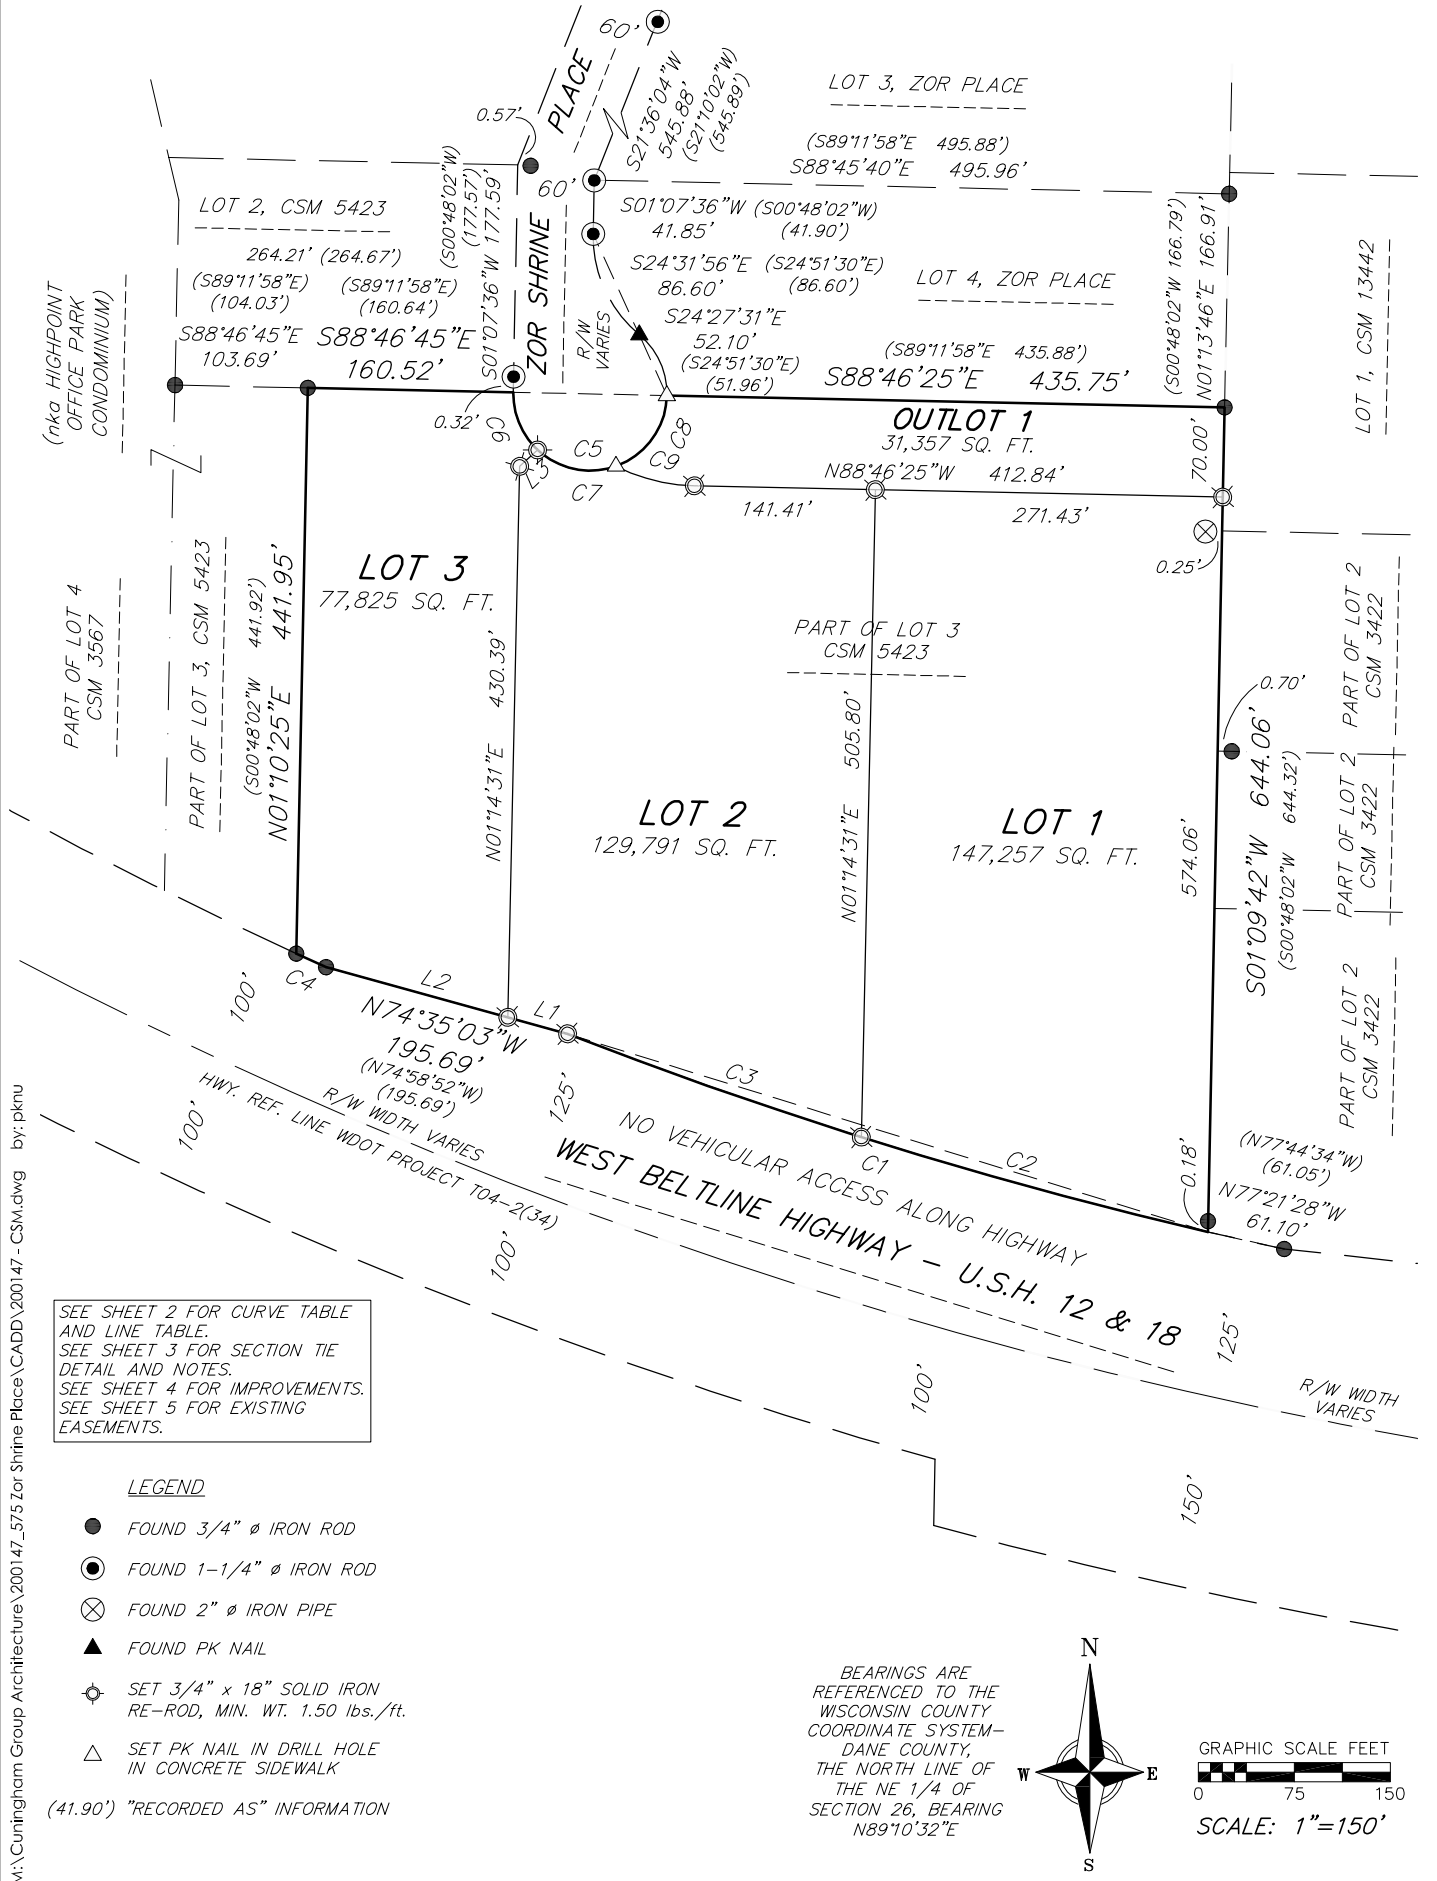 60'
PLACE
S21°36'04"W
545.88'
(S21°10'02"W)
(545.89')
0.57'
LOT 3, ZOR PLACE
(S89°11'58"E 495.88')
S88°45'40"E 495.96'
60'
(S00°48'02"W)
(177.57')
S01°07'36"W 177.59'
ZOR SHRINE
LOT 2, CSM 5423
264.21' (264.67')
(S89°11'58"E)
(104.03')
(S89°11'58"E)
(160.64')
S88°46'45"E
103.69'
S88°46'45"E
160.52'
S01°07'36"W (S00°48'02"W)
41.85' (41.90')
S24°31'56"E (S24°51'30"E)
86.60' (86.60')
LOT 4, ZOR PLACE
S24°27'31"E
52.10'
(S24°51'30"E)
(51.96')
R/W
VARIES
(S89°11'58"E 435.88')
S88°46'25"E 435.75'
(S00°48'02"W 166.79')
N01°13'46"E 166.91'
LOT 1, CSM 13442
(nka HIGHPOINT
OFFICE PARK
CONDOMINIUM)
0.32'
C6
C5
C8
C9
C7
L3
OUTLOT 1
31,357 SQ. FT.
N88°46'25"W 412.84'
70.00'
141.41'
271.43'
0.25'
LOT 3
77,825 SQ. FT.
PART OF LOT 4
CSM 3567
PART OF LOT 3, CSM 5423
(S00°48'02"W 441.92')
N01°10'25"E 441.95'
N01°14'31"E 430.39'
PART OF LOT 3
CSM 5423
N01°14'31"E 505.80'
LOT 2
129,791 SQ. FT.
LOT 1
147,257 SQ. FT.
574.06'
0.70'
S01°09'42"W 644.06'
(S00°48'02"W 644.32')
PART OF LOT 2
CSM 3422
PART OF LOT 2
CSM 3422
PART OF LOT 2
CSM 3422
C4
L2
L1
N74°35'03"W
195.69'
(N74°58'52"W)
(195.69')
100'
C3
C1
C2
0.18'
(N77°44'34"W)
(61.05')
N77°21'28"W
61.10'
125'
100'
HWY. REF. LINE WDOT PROJECT T04-2(34)
R/W WIDTH VARIES
NO VEHICULAR ACCESS ALONG HIGHWAY
WEST BELTLINE HIGHWAY - U.S.H. 12 & 18
100'
100'
125'
R/W WIDTH
VARIES
150'
SEE SHEET 2 FOR CURVE TABLE
AND LINE TABLE.
SEE SHEET 3 FOR SECTION TIE
DETAIL AND NOTES.
SEE SHEET 4 FOR IMPROVEMENTS.
SEE SHEET 5 FOR EXISTING
EASEMENTS.
LEGEND
FOUND 3/4" ø IRON ROD
FOUND 1-1/4" ø IRON ROD
FOUND 2" ø IRON PIPE
FOUND PK NAIL
SET 3/4" x 18" SOLID IRON
RE-ROD, MIN. WT. 1.50 lbs./ft.
SET PK NAIL IN DRILL HOLE
IN CONCRETE SIDEWALK
(41.90') "RECORDED AS" INFORMATION
BEARINGS ARE
REFERENCED TO THE
WISCONSIN COUNTY
COORDINATE SYSTEM-
DANE COUNTY,
THE NORTH LINE OF
THE NE 1/4 OF
SECTION 26, BEARING
N89°10'32"E
N
W
E
S
GRAPHIC SCALE FEET
0 75 150
SCALE: 1"=150'
M:\Cuningham Group Architecture\200147_575 Zor Shrine Place\CADD\200147 - CSM.dwg by: pknu